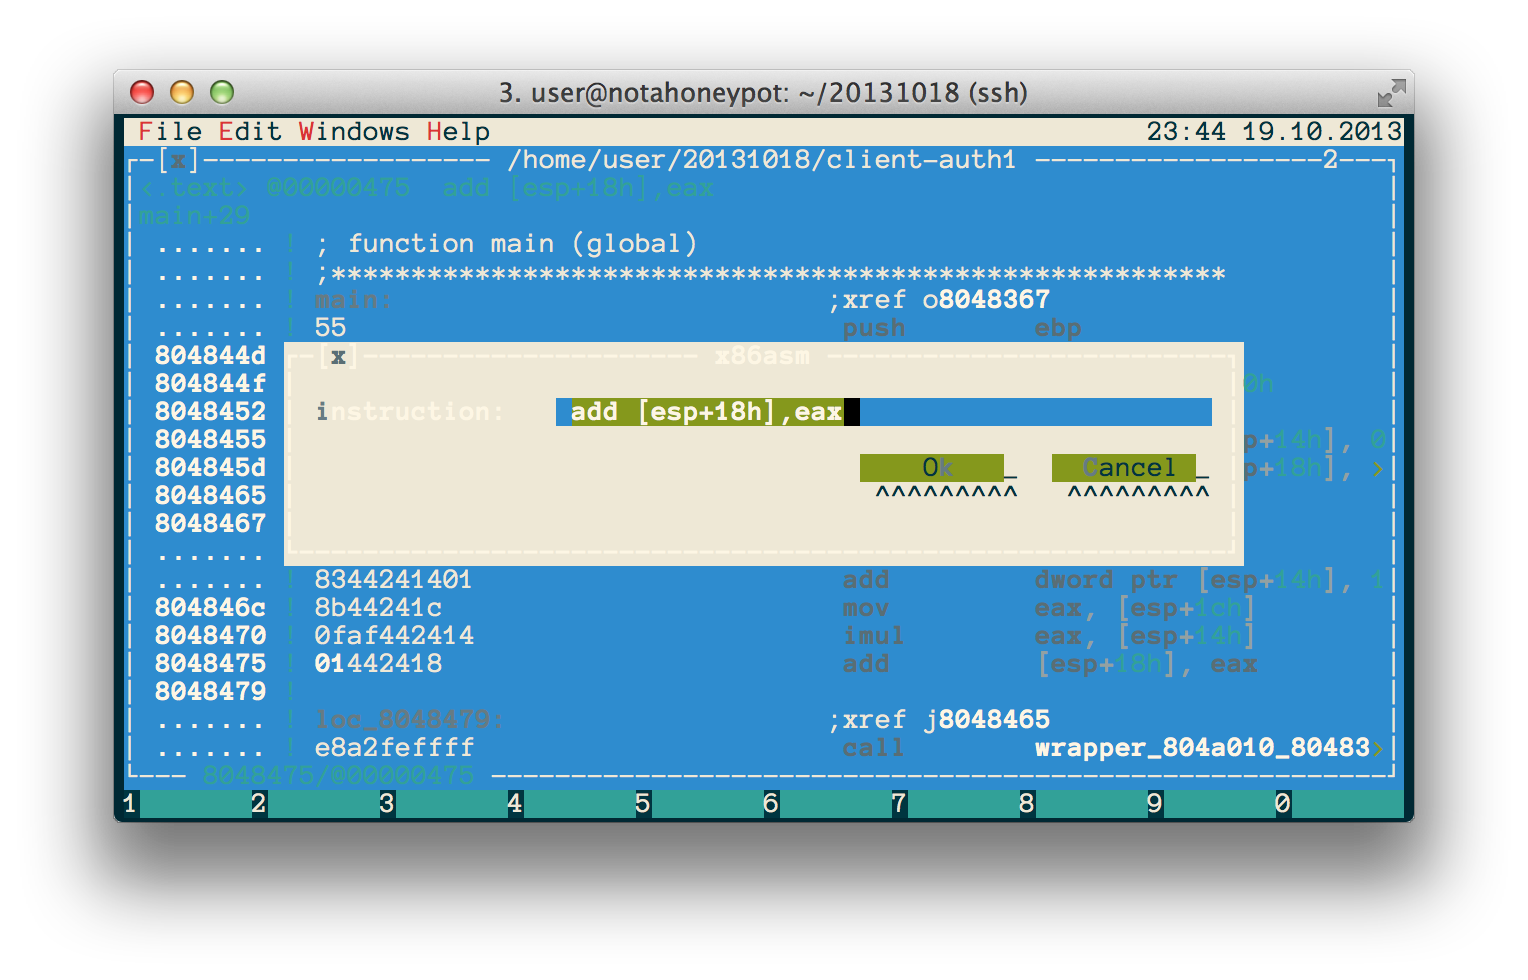 3. user@notahoneypot: ~/20131018 (ssh)
File Edit Windows Help 23:44 19.10.2013
[x] /home/user/20131018/client-auth1 2
<.text> @00000475 add [esp+18h],eax
main+29
....... ! ; function main (global)
....... ! ;********************************************************
....... ! main: ;xref o8048367
....... ! 55 push ebp
804844d [x] x86asm
804844f 0h
8048452 instruction: add [esp+18h],eax
8048455 p+14h], 0
804845d Ok Cancel p+18h], >
8048465 ^^^^^^^^^ ^^^^^^^^^
8048467
.......
....... ! 8344241401 add dword ptr [esp+14h], 1
804846c ! 8b44241c mov eax, [esp+1ch]
8048470 ! 0faf442414 imul eax, [esp+14h]
8048475 ! 01442418 add [esp+18h], eax
8048479 !
....... ! loc_8048479: ;xref j8048465
....... ! e8a2feffff call wrapper_804a010_80483>
8048475/@00000475
1 2 3 4 5 6 7 8 9 0